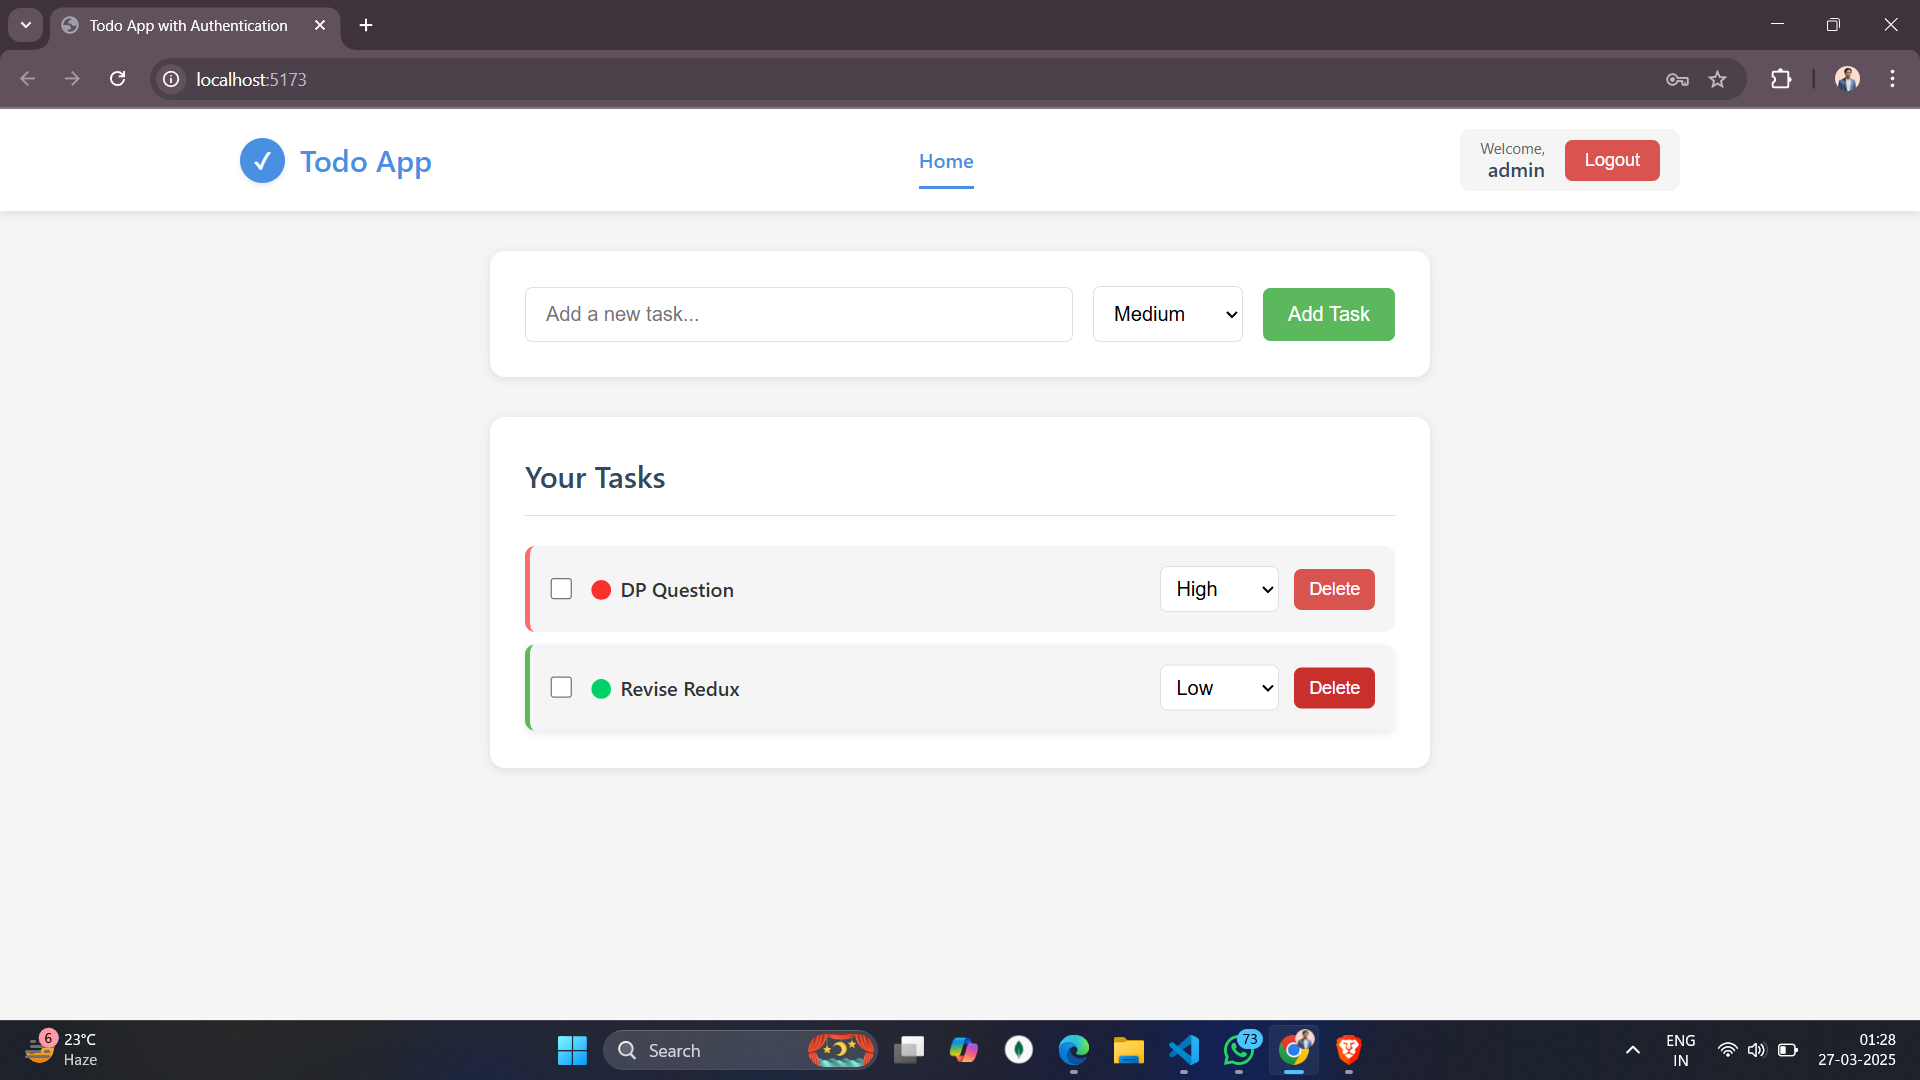 Todo App with Authentication
localhost:5173
Todo App
Home
Welcome,
admin
Logout
Add a new task...
Medium
Add Task
Your Tasks
DP Question
High
Delete
Revise Redux
Low
Delete
6
23°C
Haze
Search
73
ENG
IN
01:28
27-03-2025